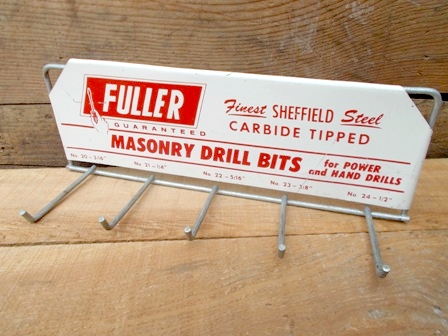 FULLER
GUARANTEED
Finest SHEFFIELD Steel
CARBIDE TIPPED
MASONRY DRILL BITS for POWER and HAND DRILLS
No. 20 - 3/16" No. 21 - 1/4" No. 22 - 5/16" No. 23 - 3/8" No. 24 - 1/2"